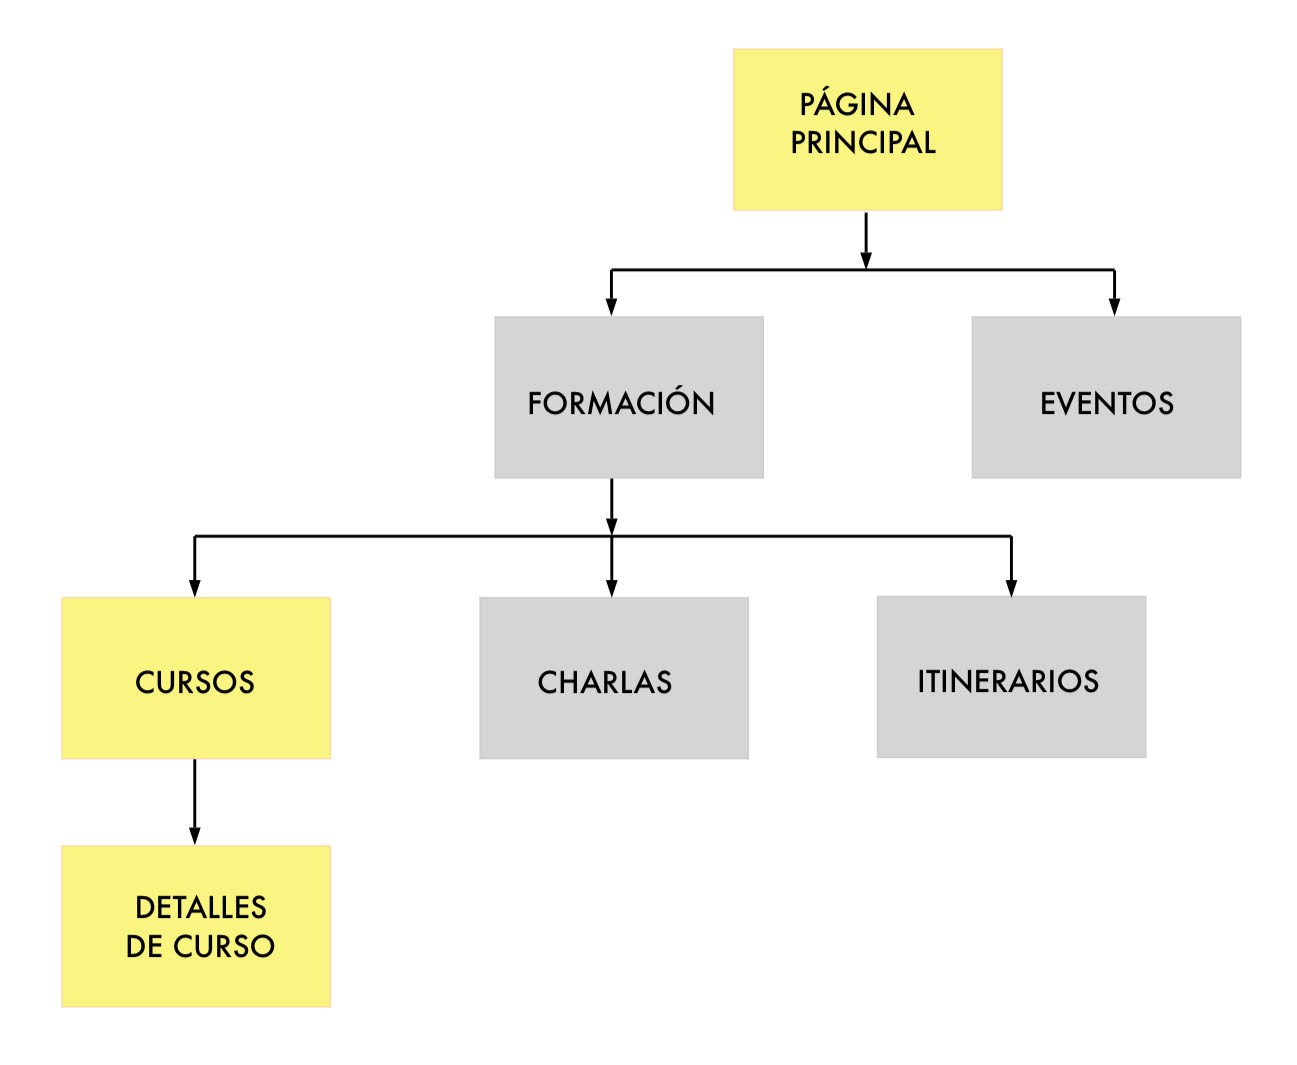 PÁGINA
PRINCIPAL
FORMACIÓN
EVENTOS
CURSOS
CHARLAS
ITINERARIOS
DETALLES
DE CURSO